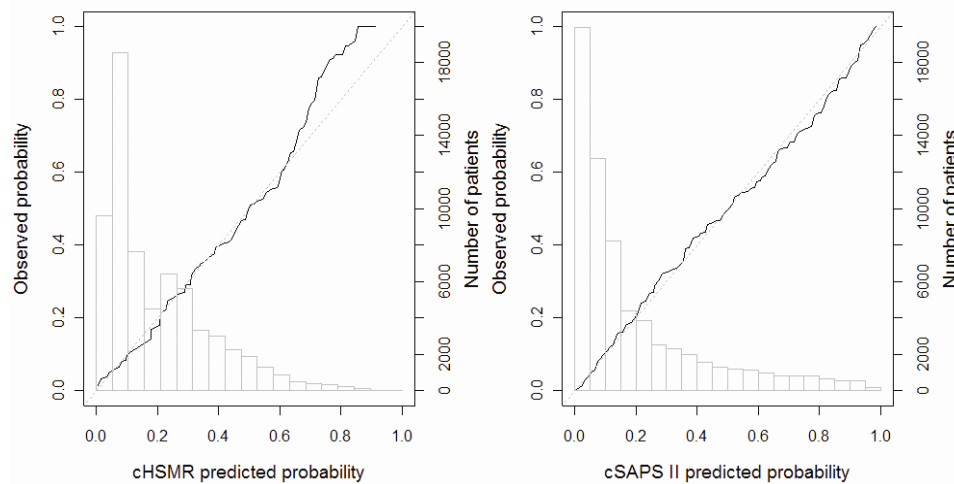 Observed probability
0.0 0.2 0.4 0.6 0.8 1.0
0 2000 6000 10000 14000 18000
Number of patients
0.0 0.2 0.4 0.6 0.8 1.0
cHSMR predicted probability
Observed probability
0.0 0.2 0.4 0.6 0.8 1.0
0 2000 6000 10000 14000 18000
Number of patients
0.0 0.2 0.4 0.6 0.8 1.0
cSAPS II predicted probability